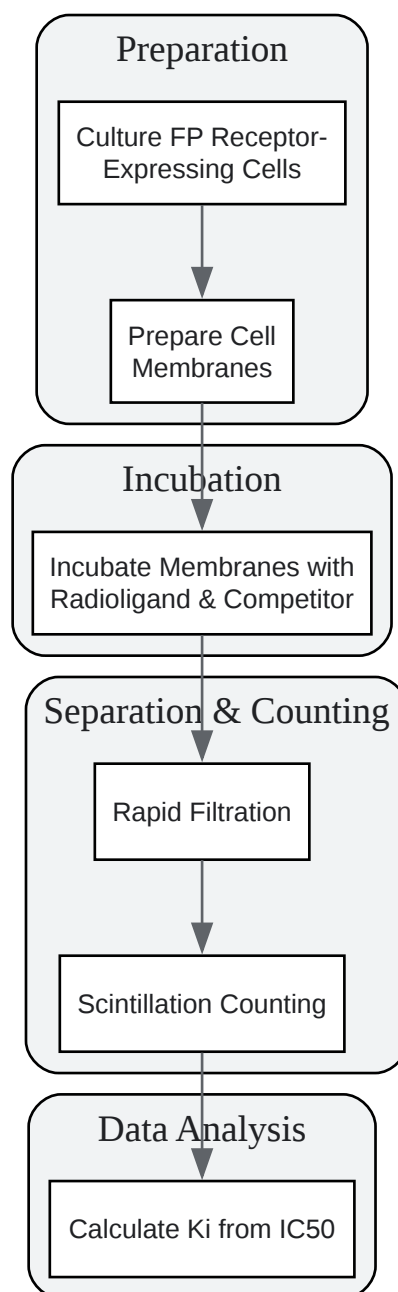 Preparation
Culture FP Receptor-
Expressing Cells
Prepare Cell
Membranes
Incubation
Incubate Membranes with
Radioligand & Competitor
Separation & Counting
Rapid Filtration
Scintillation Counting
Data Analysis
Calculate Ki from IC50